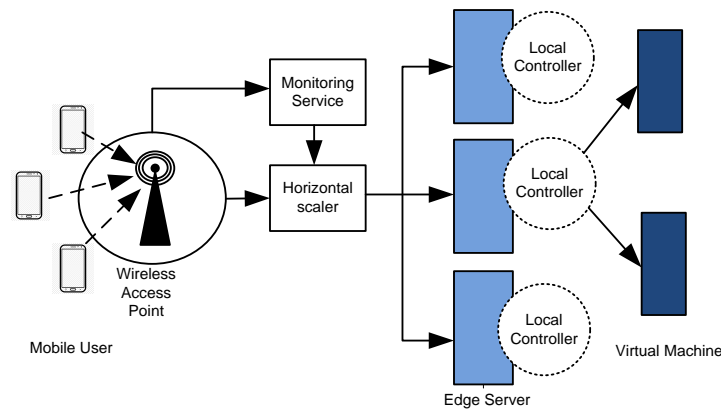 Monitoring
Service
Horizontal
scaler
Local
Controller
Local
Controller
Local
Controller
Wireless
Access
Point
Mobile User
Edge Server
Virtual Machine